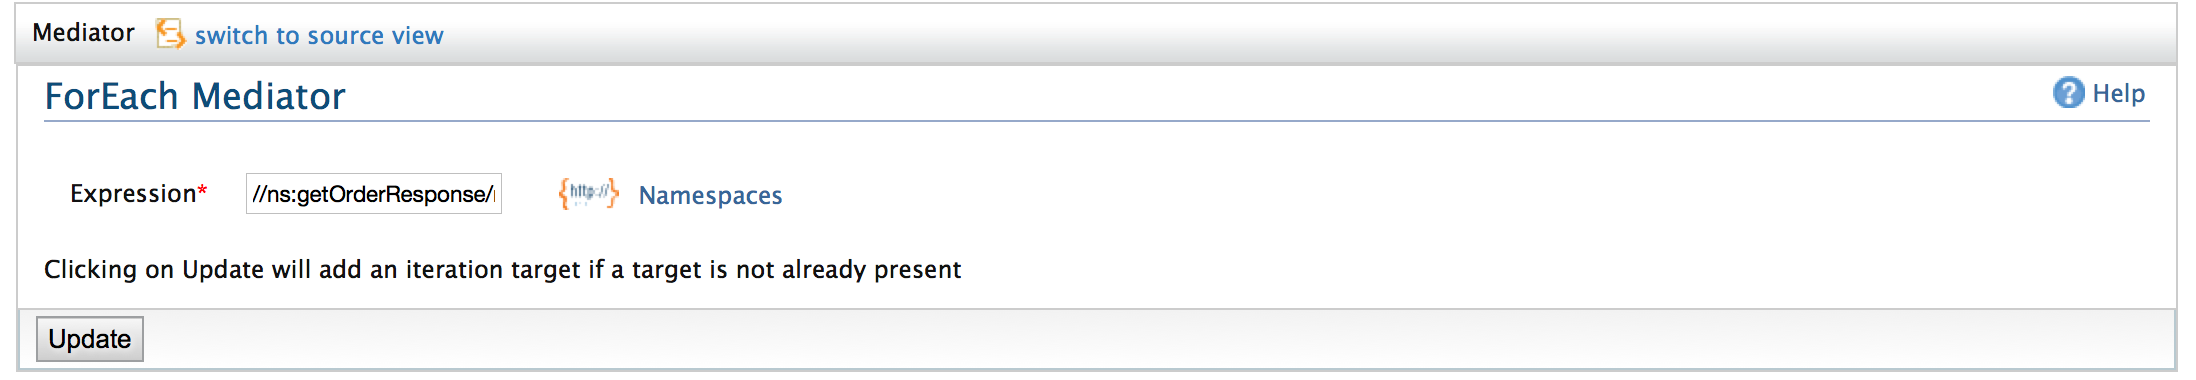 Mediator switch to source view
ForEach Mediator
Help
Expression* //ns:getOrderResponse/ {http://} Namespaces
Clicking on Update will add an iteration target if a target is not already present
Update